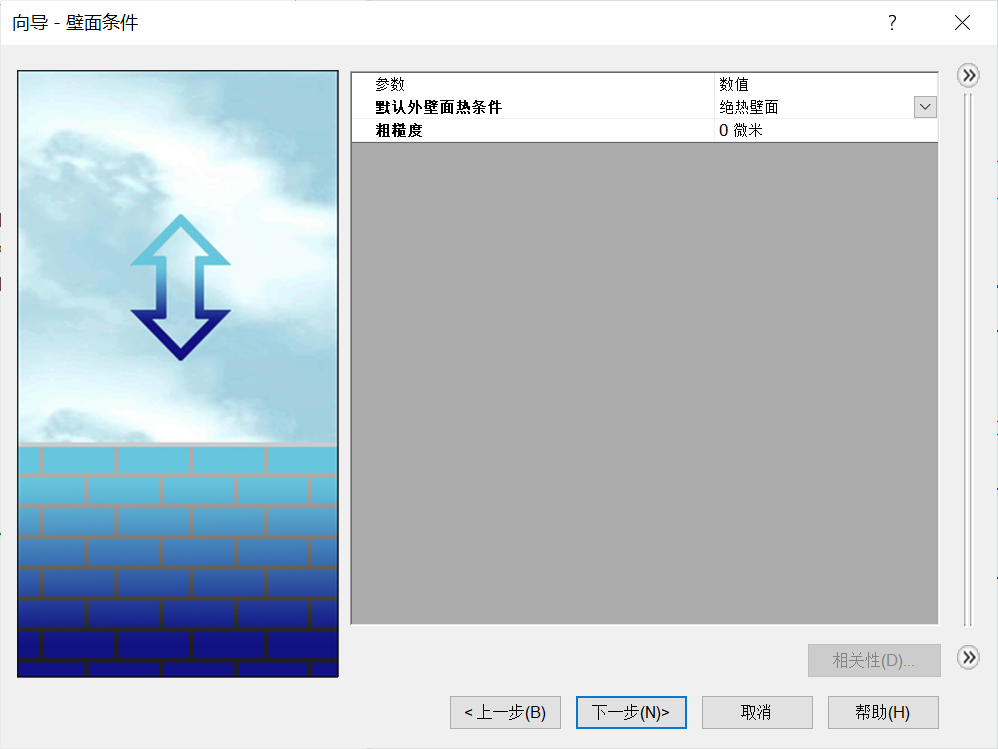 向导 - 壁面条件
?
参数 数值
默认外壁面热条件 绝热壁面
粗糙度 0 微米
相关性(D)...
< 上一步(B) 下一步(N)> 取消 帮助(H)